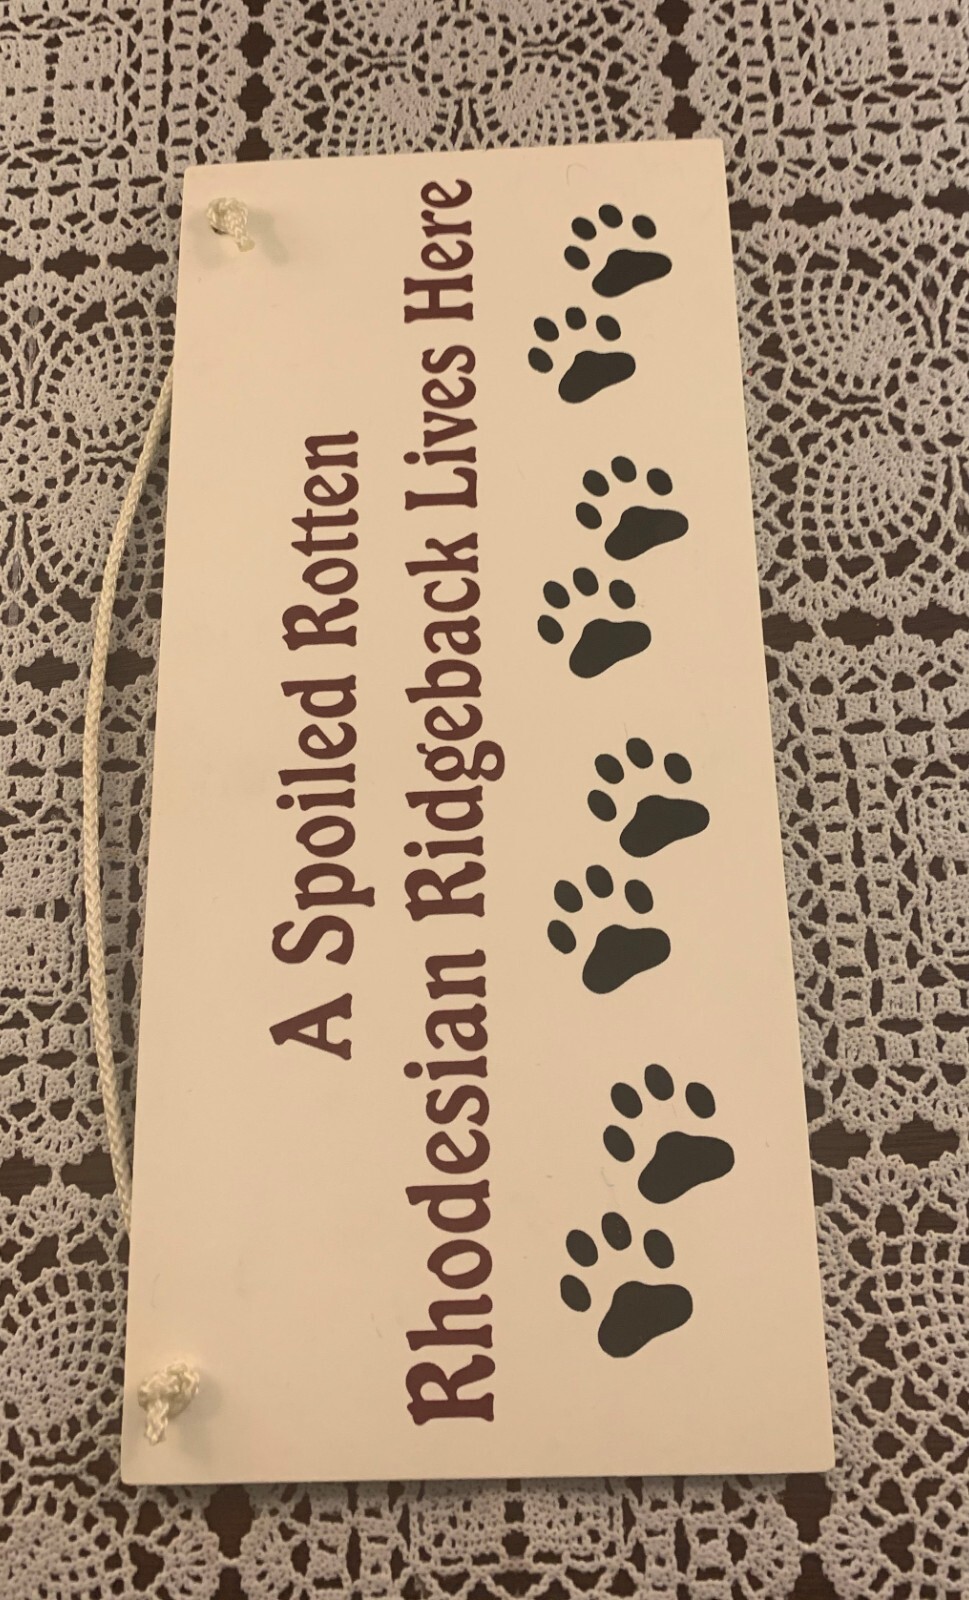 A Spoiled Rotten
Rhodesian Ridgeback Lives Here